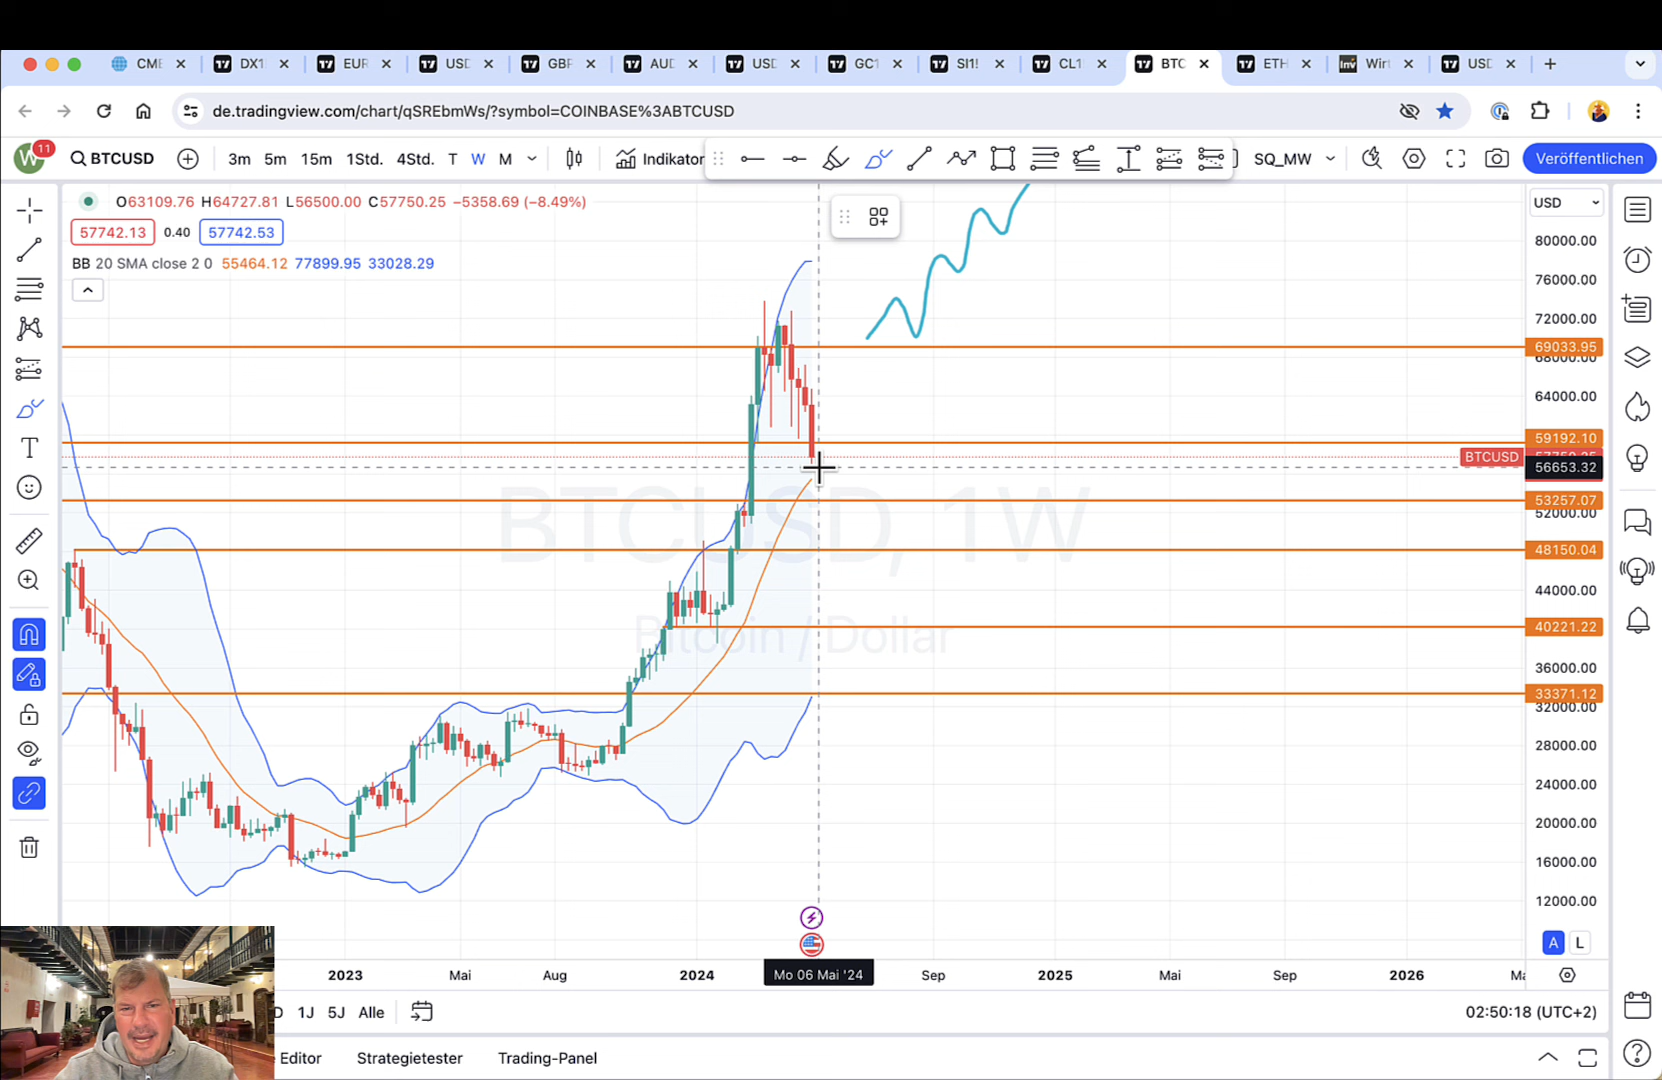 CME DX1 EUR USD GBP AUD USD GC1 SI1! CL1 BTC ETH Wir USD
de.tradingview.com/chart/qSREbmWs/?symbol=COINBASE%3ABTCUSD
W 11 BTCUSD 3m 5m 15m 1Std. 4Std. T W M Indikator SQ_MW Veröffentlichen
O63109.76 H64727.81 L56500.00 C57750.25 −5358.69 (−8.49%)
USD
57742.13 0.40 57742.53
BB 20 SMA close 2 0 55464.12 77899.95 33028.29
80000.00
76000.00
72000.00
69033.95
68000.00
64000.00
59192.10
BTCUSD
56653.32
53257.07
52000.00
48150.04
44000.00
40221.22
36000.00
33371.12
32000.00
28000.00
24000.00
20000.00
16000.00
12000.00
BTCUSD, 1W
Bitcoin / Dollar
A L
2023 Mai Aug 2024 Mo 06 Mai '24 Sep 2025 Mai Sep 2026
1J 5J Alle 02:50:18 (UTC+2)
Editor Strategietester Trading-Panel